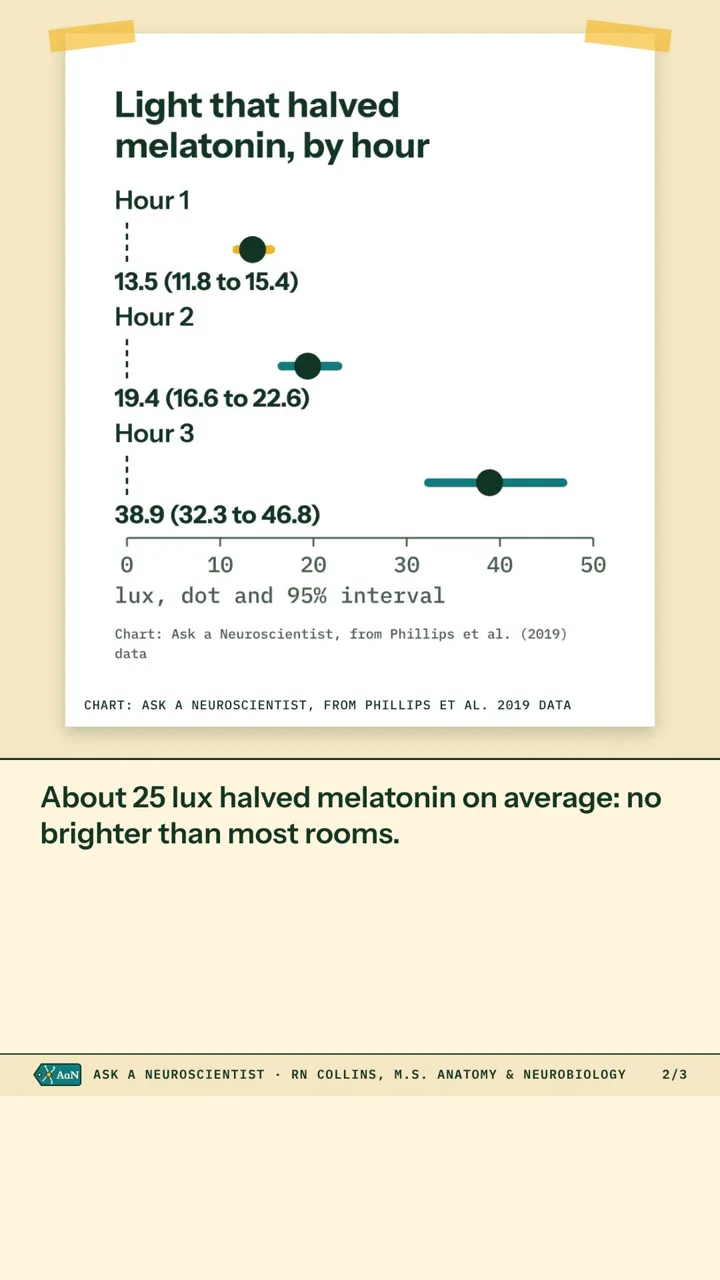 Light that halved
melatonin, by hour
Hour 1
13.5 (11.8 to 15.4)
Hour 2
19.4 (16.6 to 22.6)
Hour 3
38.9 (32.3 to 46.8)
0 10 20 30 40 50
lux, dot and 95% interval
Chart: Ask a Neuroscientist, from Phillips et al. (2019)
data
CHART: ASK A NEUROSCIENTIST, FROM PHILLIPS ET AL. 2019 DATA
About 25 lux halved melatonin on average: no
brighter than most rooms.
AaN ASK A NEUROSCIENTIST · RN COLLINS, M.S. ANATOMY & NEUROBIOLOGY 2/3